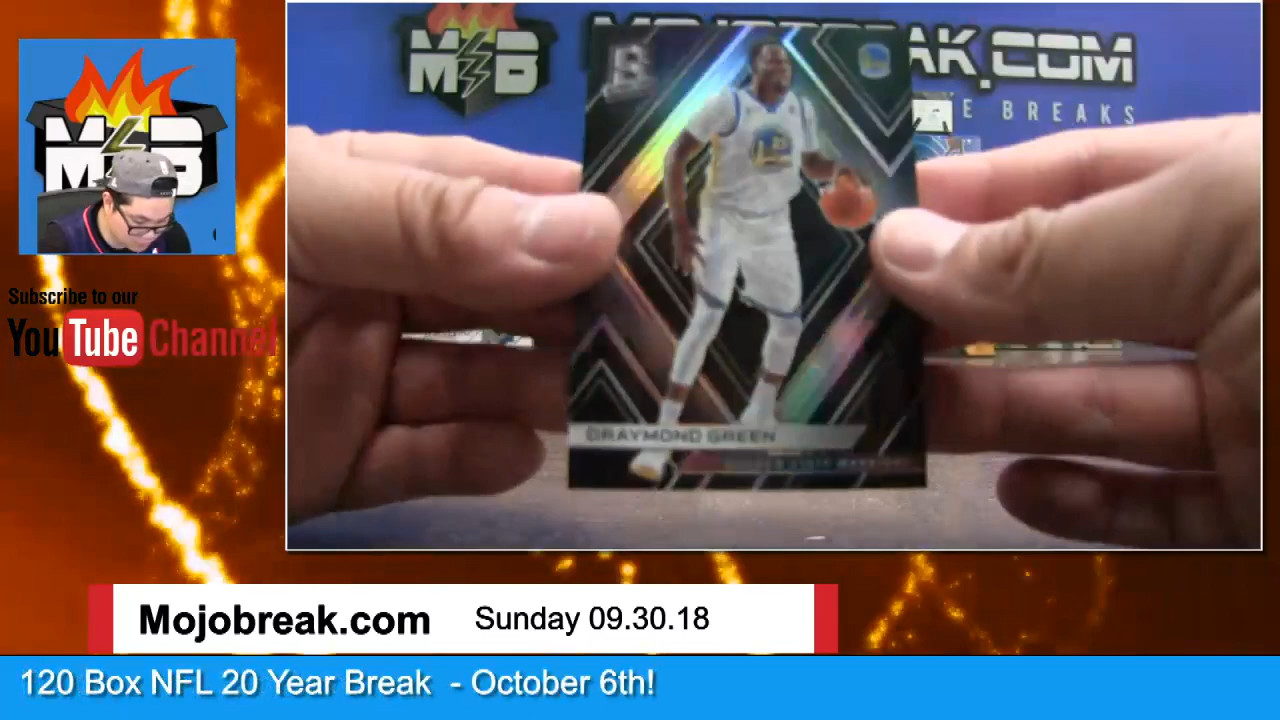 M B
MOJOBREAK.COM
E BREAKS
M B
Subscribe to our
YouTube Channel
DRAYMOND GREEN
Mojobreak.com
Sunday 09.30.18
120 Box NFL 20 Year Break - October 6th!